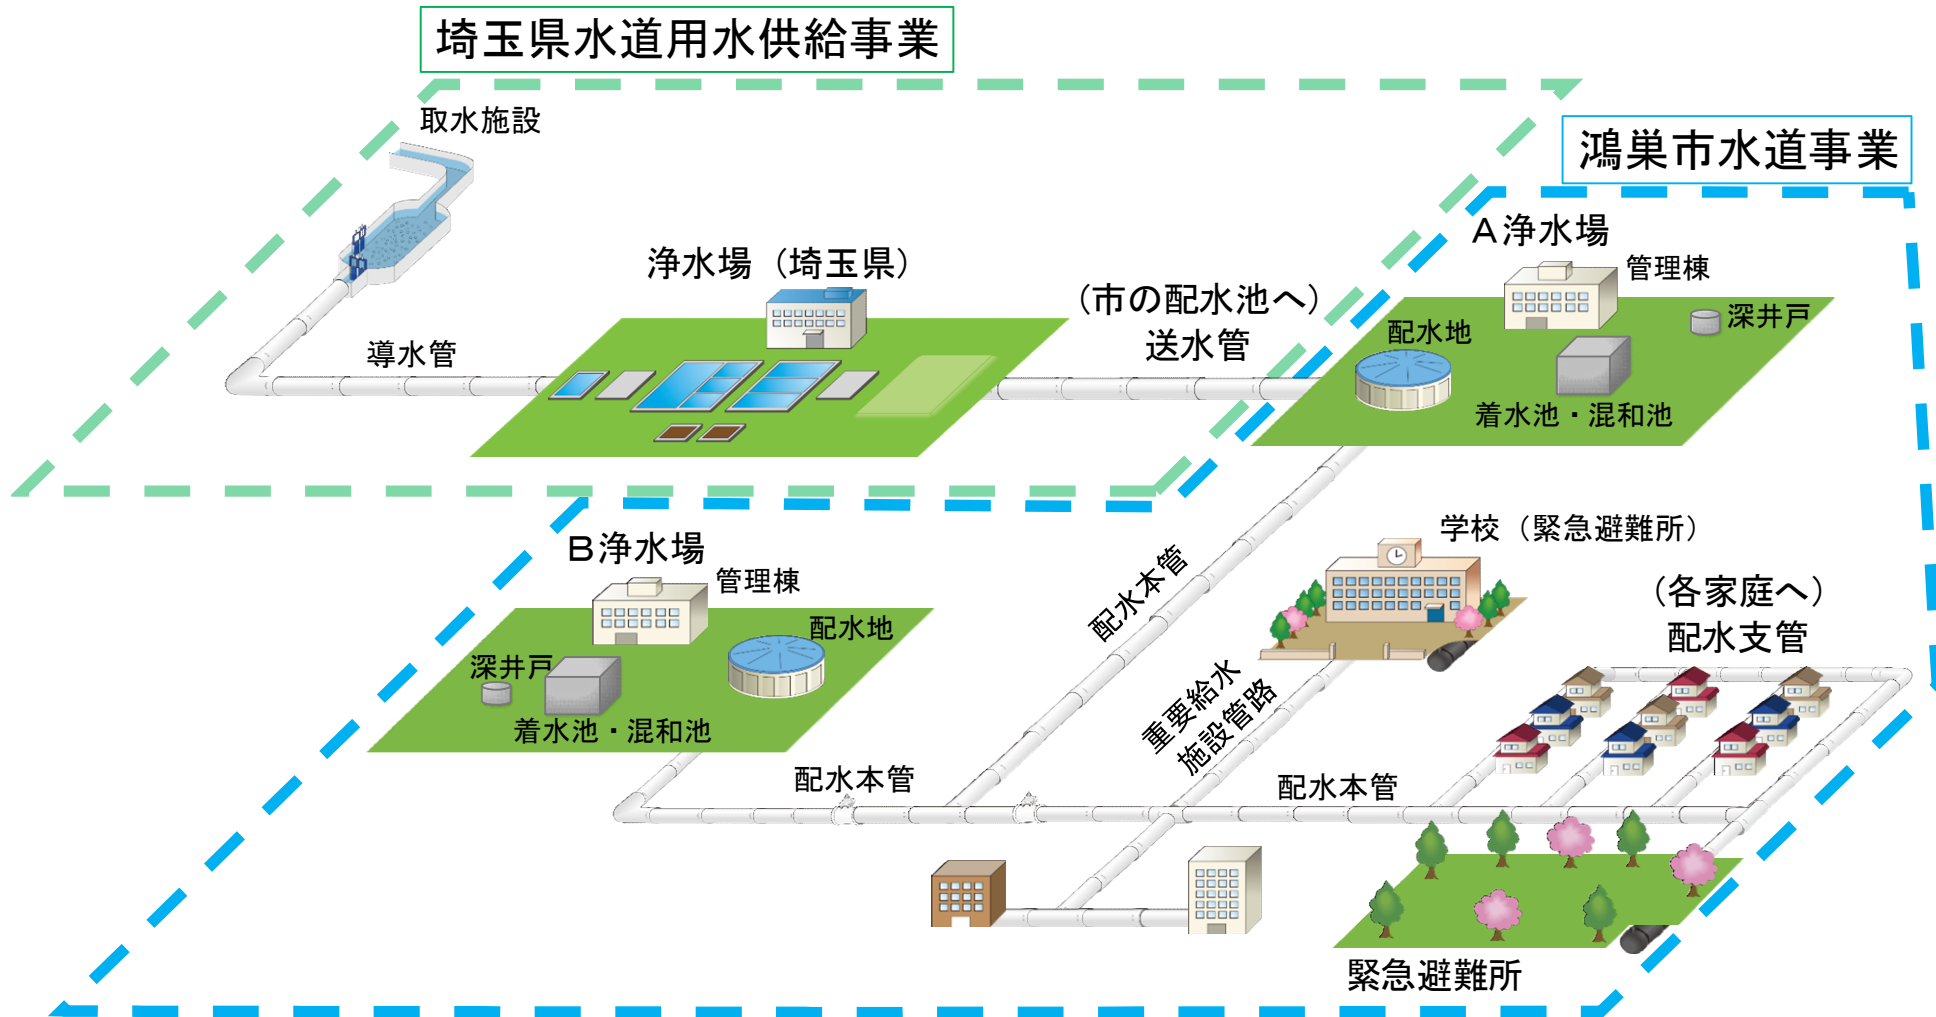 埼玉県水道用水供給事業
取水施設
鴻巣市水道事業
A浄水場
管理棟
浄水場（埼玉県）
（市の配水池へ）
送水管
深井戸
配水地
導水管
着水池・混和池
学校（緊急避難所）
B浄水場
管理棟
配水本管
（各家庭へ）
配水支管
配水地
深井戸
着水池・混和池
重要給水
施設管路
配水本管
配水本管
緊急避難所